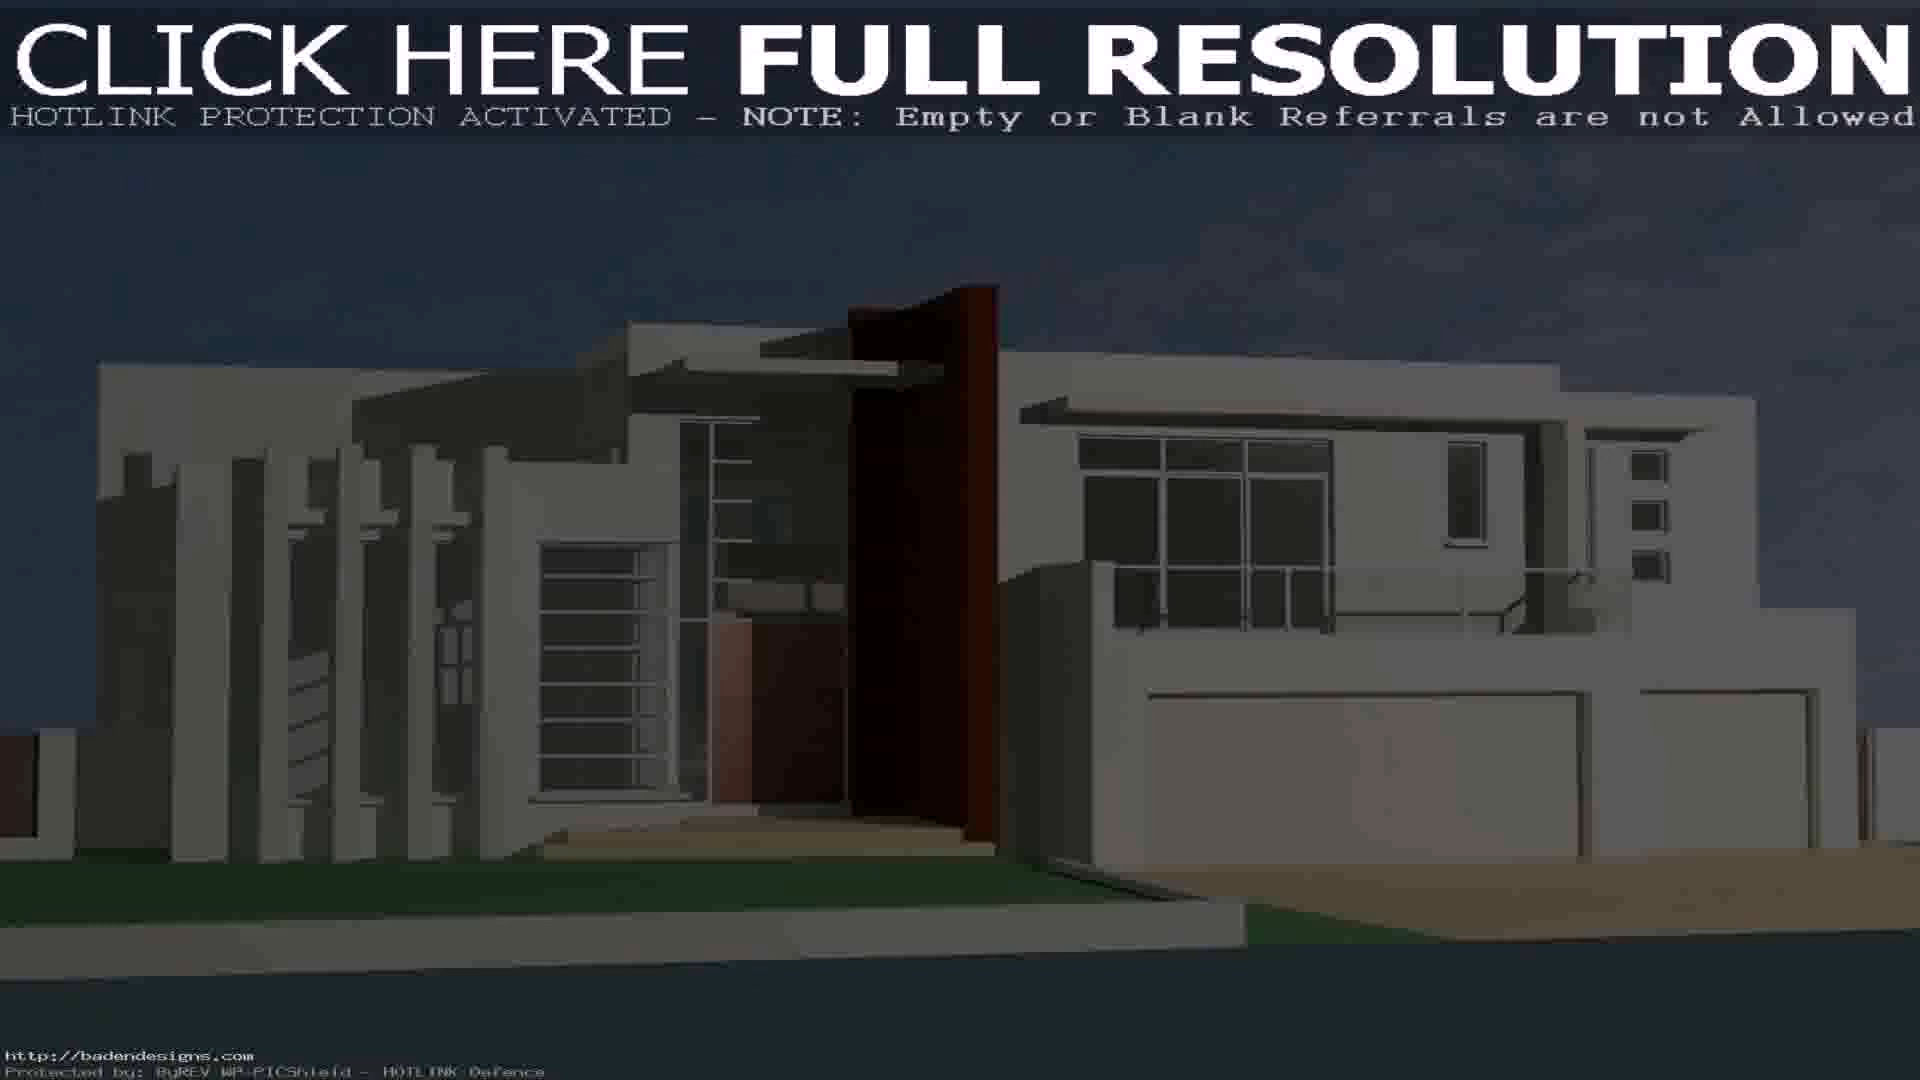 CLICK HERE FULL RESOLUTION
HOTLINK PROTECTION ACTIVATED - NOTE: Empty or Blank Referrals are not Allowed
http://badendesigns.com
Protected by: ByREV WP-PICShield - HOTLINK Defence